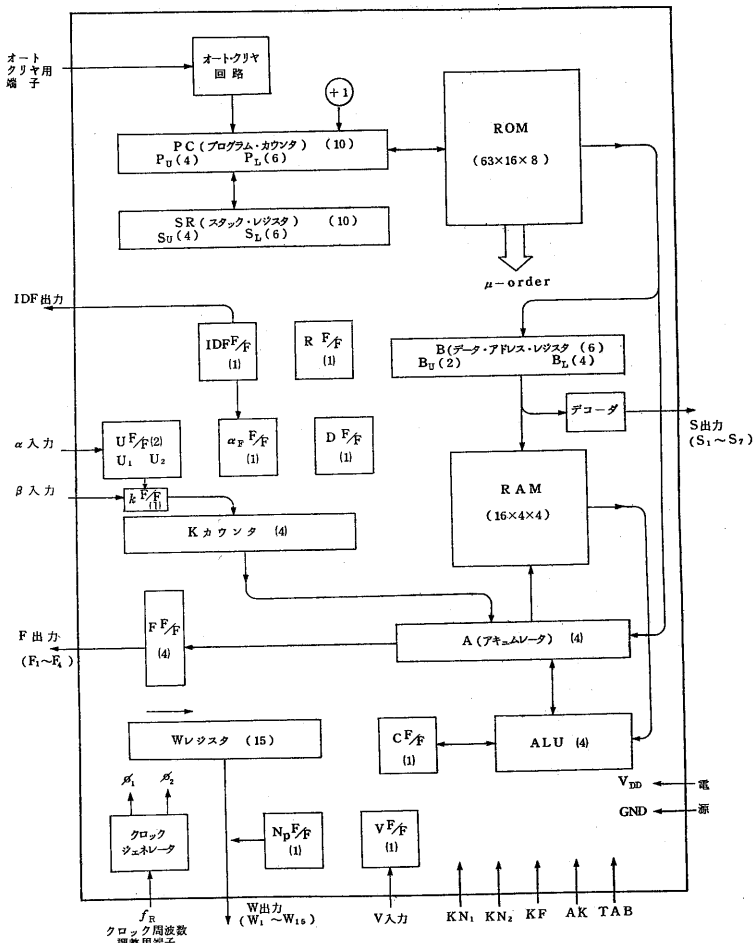 オート
クリヤ用
端子
オート・クリヤ
回路
+1
ROM
(63×16×8)
PC(プログラム・カウンタ) (10)
PU(4) PL(6)
SR(スタック・レジスタ) (10)
SU(4) SL(6)
μ-order
IDF出力
IDF F/F
(1)
R F/F
(1)
B(データ・アドレス・レジスタ (6)
BU(2) BL(4)
デコーダ
S出力
(S1~S7)
α入力
U F/F(2)
U1 U2
αF F/F
(1)
D F/F
(1)
RAM
(16×4×4)
β入力
k F/F
(1)
Kカウンタ (4)
F出力
(F1~F4)
F F/F
(4)
A(アキュムレータ) (4)
Wレジスタ (15)
C F/F
(1)
ALU (4)
VDD
電
GND
源
ø1 ø2
クロック
ジェネレータ
Np F/F
(1)
V F/F
(1)
fR
クロック周波数
調整用端子
W出力
(W1~W15)
V入力
KN1 KN2 KF AK TAB